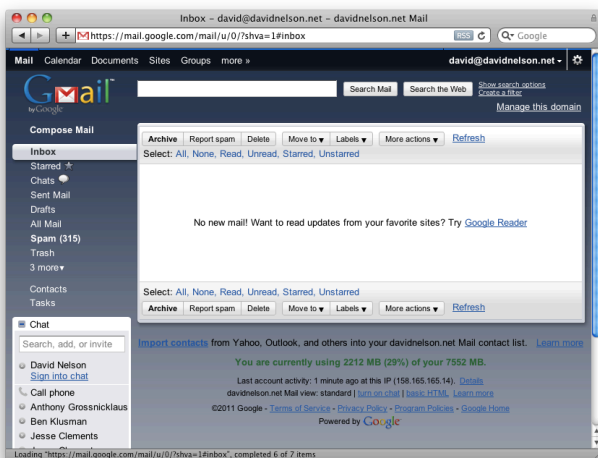 Inbox – david@davidnelson.net – davidnelson.net Mail
https://mail.google.com/mail/u/0/?shva=1#inbox RSS Google
Mail Calendar Documents Sites Groups more » david@davidnelson.net
Gmail by Google Search Mail Search the Web Show search options
Create a filter
Manage this domain
Compose Mail
Archive Report spam Delete Move to Labels More actions Refresh
Select: All, None, Read, Unread, Starred, Unstarred
Inbox
Starred
Chats
Sent Mail
Drafts
All Mail
Spam (315)
Trash
3 more
Contacts
Tasks
No new mail! Want to read updates from your favorite sites? Try Google Reader
Select: All, None, Read, Unread, Starred, Unstarred
Archive Report spam Delete Move to Labels More actions Refresh
Chat
Search, add, or invite
David Nelson
Sign into chat
Call phone
Anthony Grossnicklaus
Ben Klusman
Jesse Clements
Import contacts from Yahoo, Outlook, and others into your davidnelson.net Mail contact list. Learn more
You are currently using 2212 MB (29%) of your 7552 MB.
Last account activity: 1 minute ago at this IP (158.165.165.14). Details
davidnelson.net Mail view: standard | turn on chat | basic HTML Learn more
©2011 Google - Terms of Service - Privacy Policy - Program Policies - Google Home
Powered by Google
Loading "https://mail.google.com/mail/u/0/?shva=1#inbox", completed 6 of 7 items